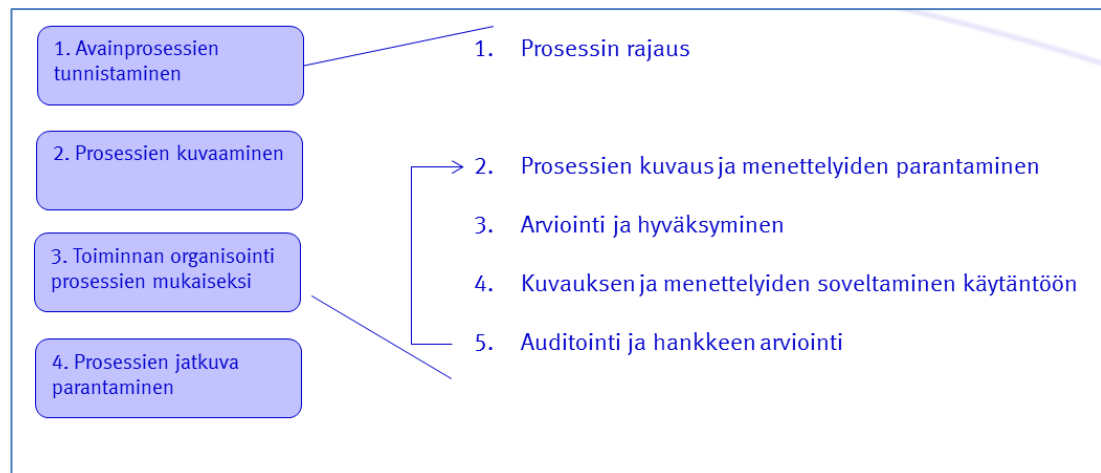 1. Avainprosessien
tunnistaminen
2. Prosessien kuvaaminen
3. Toiminnan organisointi
prosessien mukaiseksi
4. Prosessien jatkuva
parantaminen
1. Prosessin rajaus
2. Prosessien kuvaus ja menettelyiden parantaminen
3. Arviointi ja hyväksyminen
4. Kuvauksen ja menettelyiden soveltaminen käytäntöön
5. Auditointi ja hankkeen arviointi